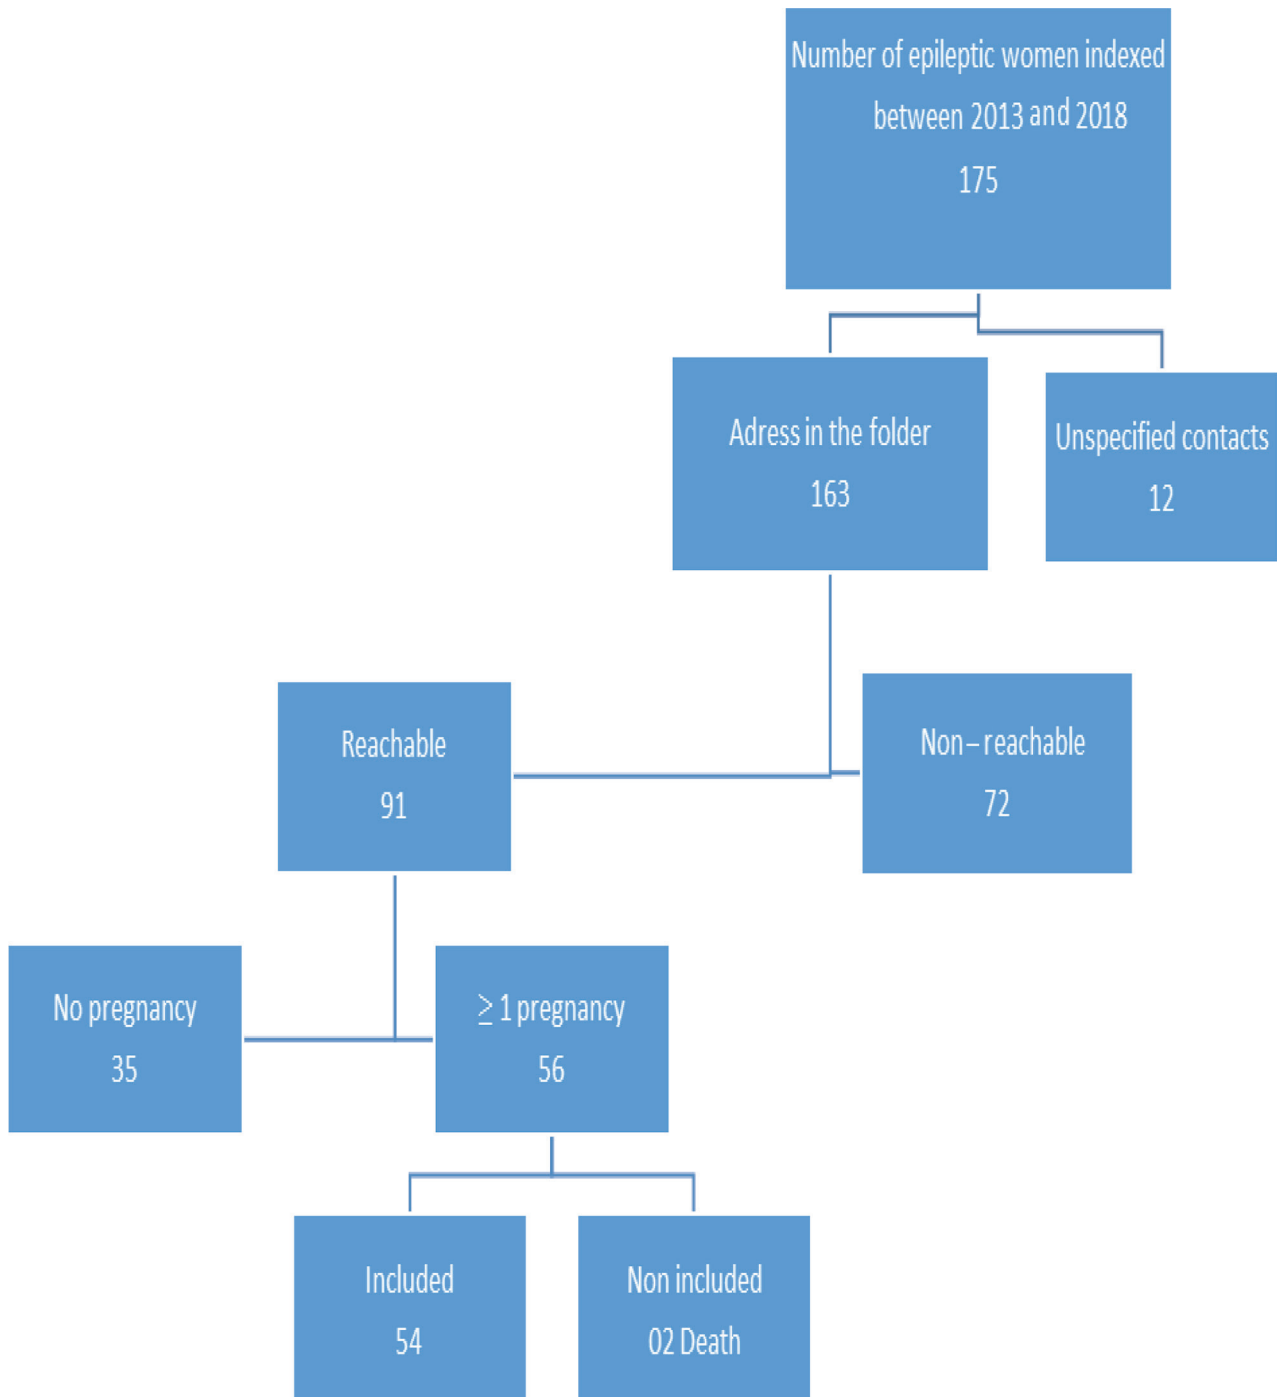 Number of epileptic women indexed
between 2013 and 2018
175
Adress in the folder
163
Unspecified contacts
12
Reachable
91
Non – reachable
72
No pregnancy
35
≥ 1 pregnancy
56
Included
54
Non included
02 Death